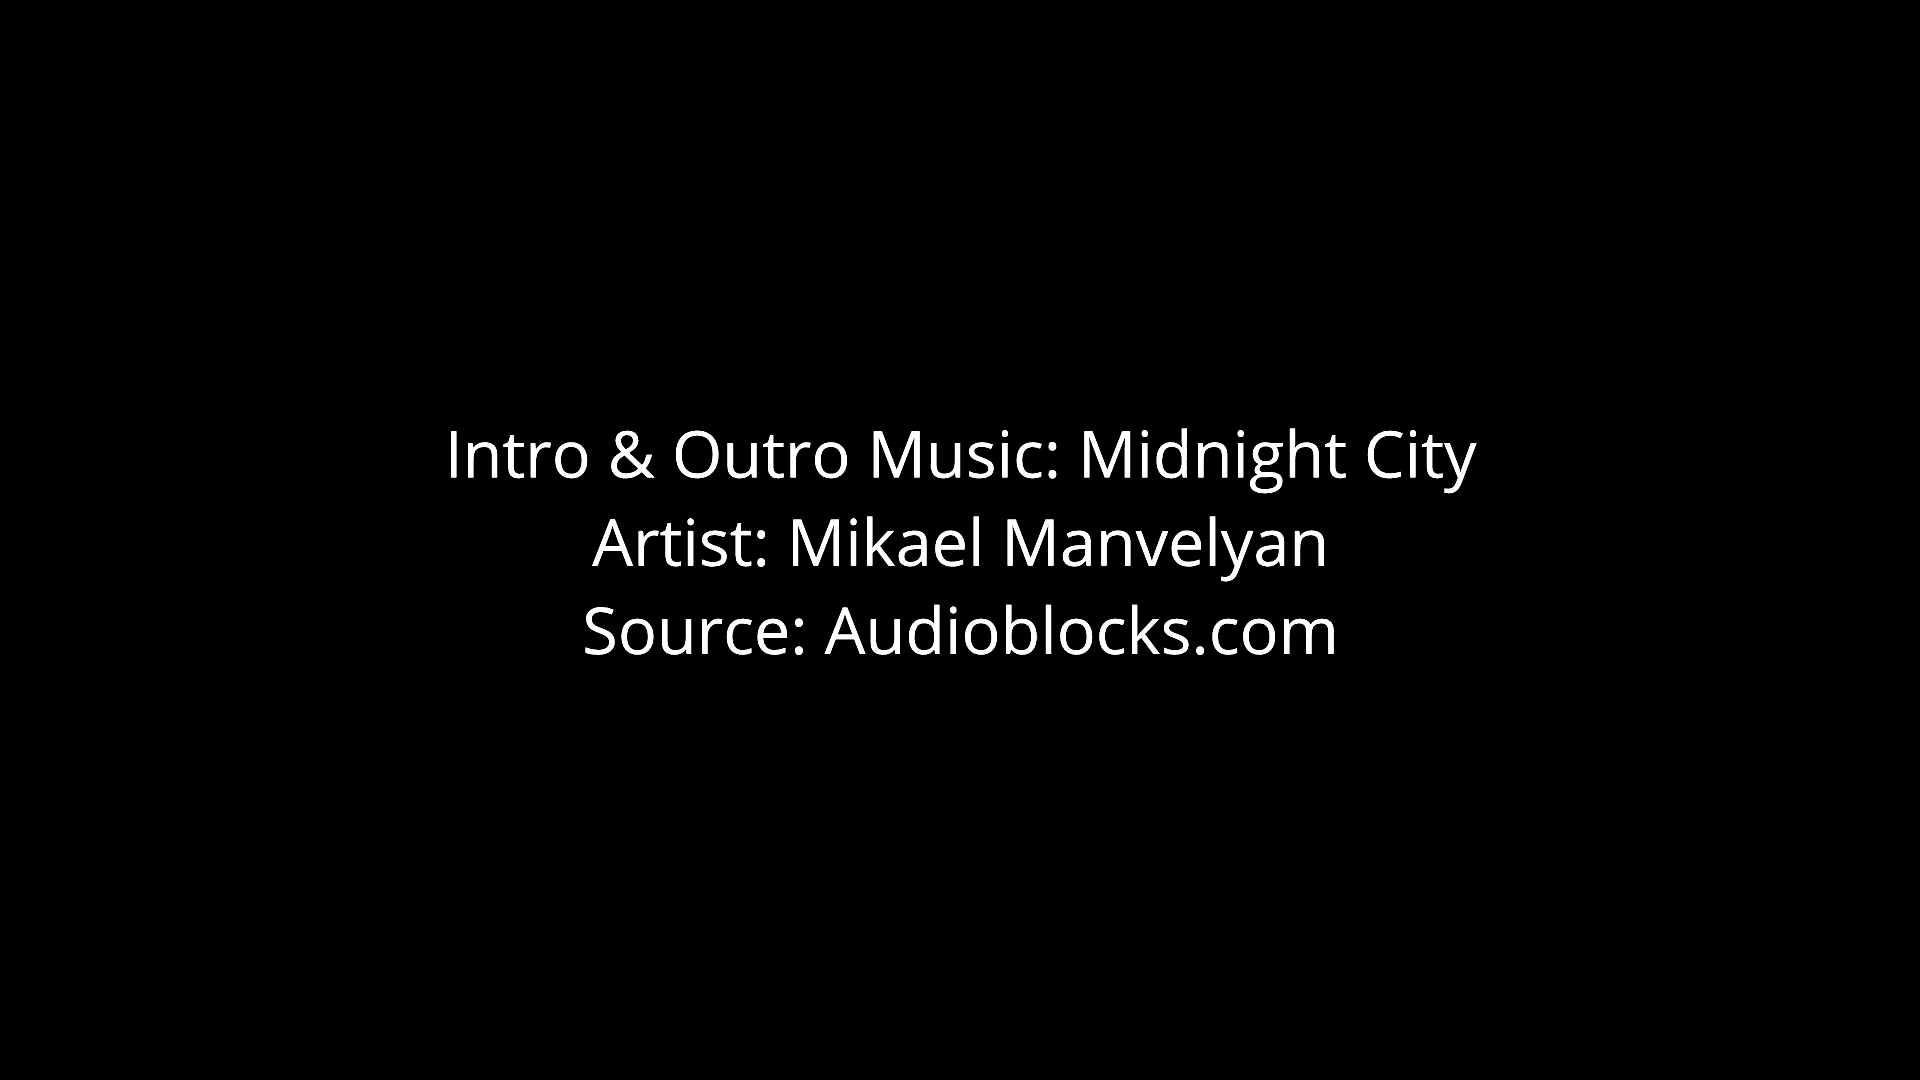 Intro & Outro Music: Midnight City
Artist: Mikael Manvelyan
Source: Audioblocks.com